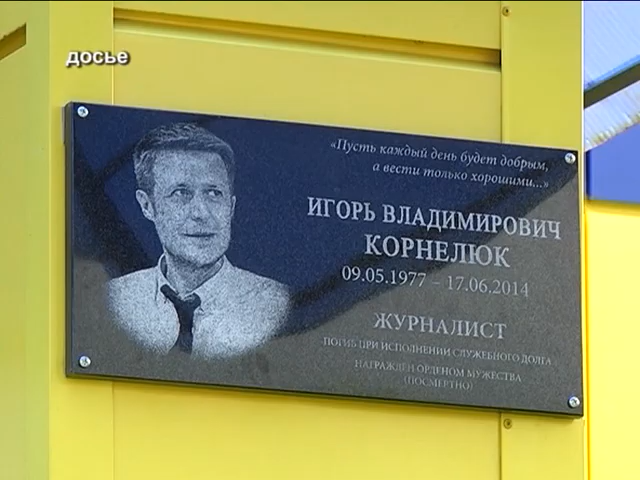 досье
«Пусть каждый день будет добрым,
а вести только хорошими...»
ИГОРЬ ВЛАДИМИРОВИЧ
КОРНЕЛЮК
09.05.1977 – 17.06.2014
ЖУРНАЛИСТ
ПОГИБ ПРИ ИСПОЛНЕНИИ СЛУЖЕБНОГО ДОЛГА
НАГРАЖДЕН ОРДЕНОМ МУЖЕСТВА
(ПОСМЕРТНО)